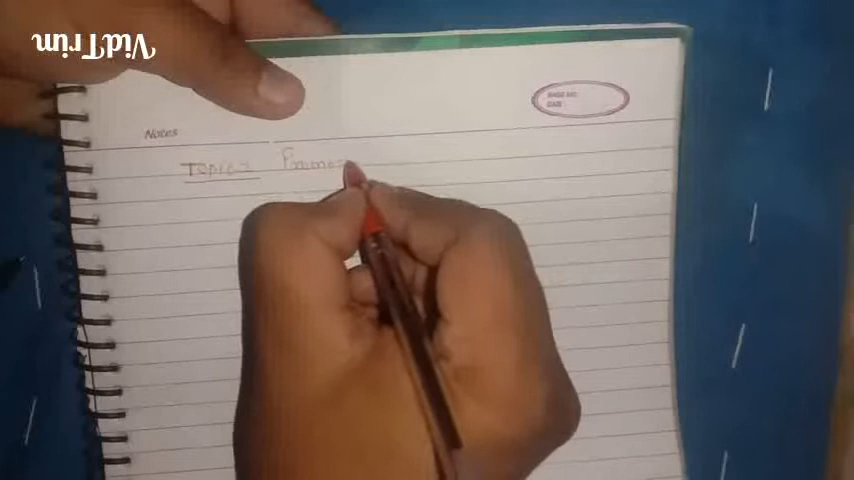 VidTrim
PAGE NO:
DATE:
Notes
Topic=